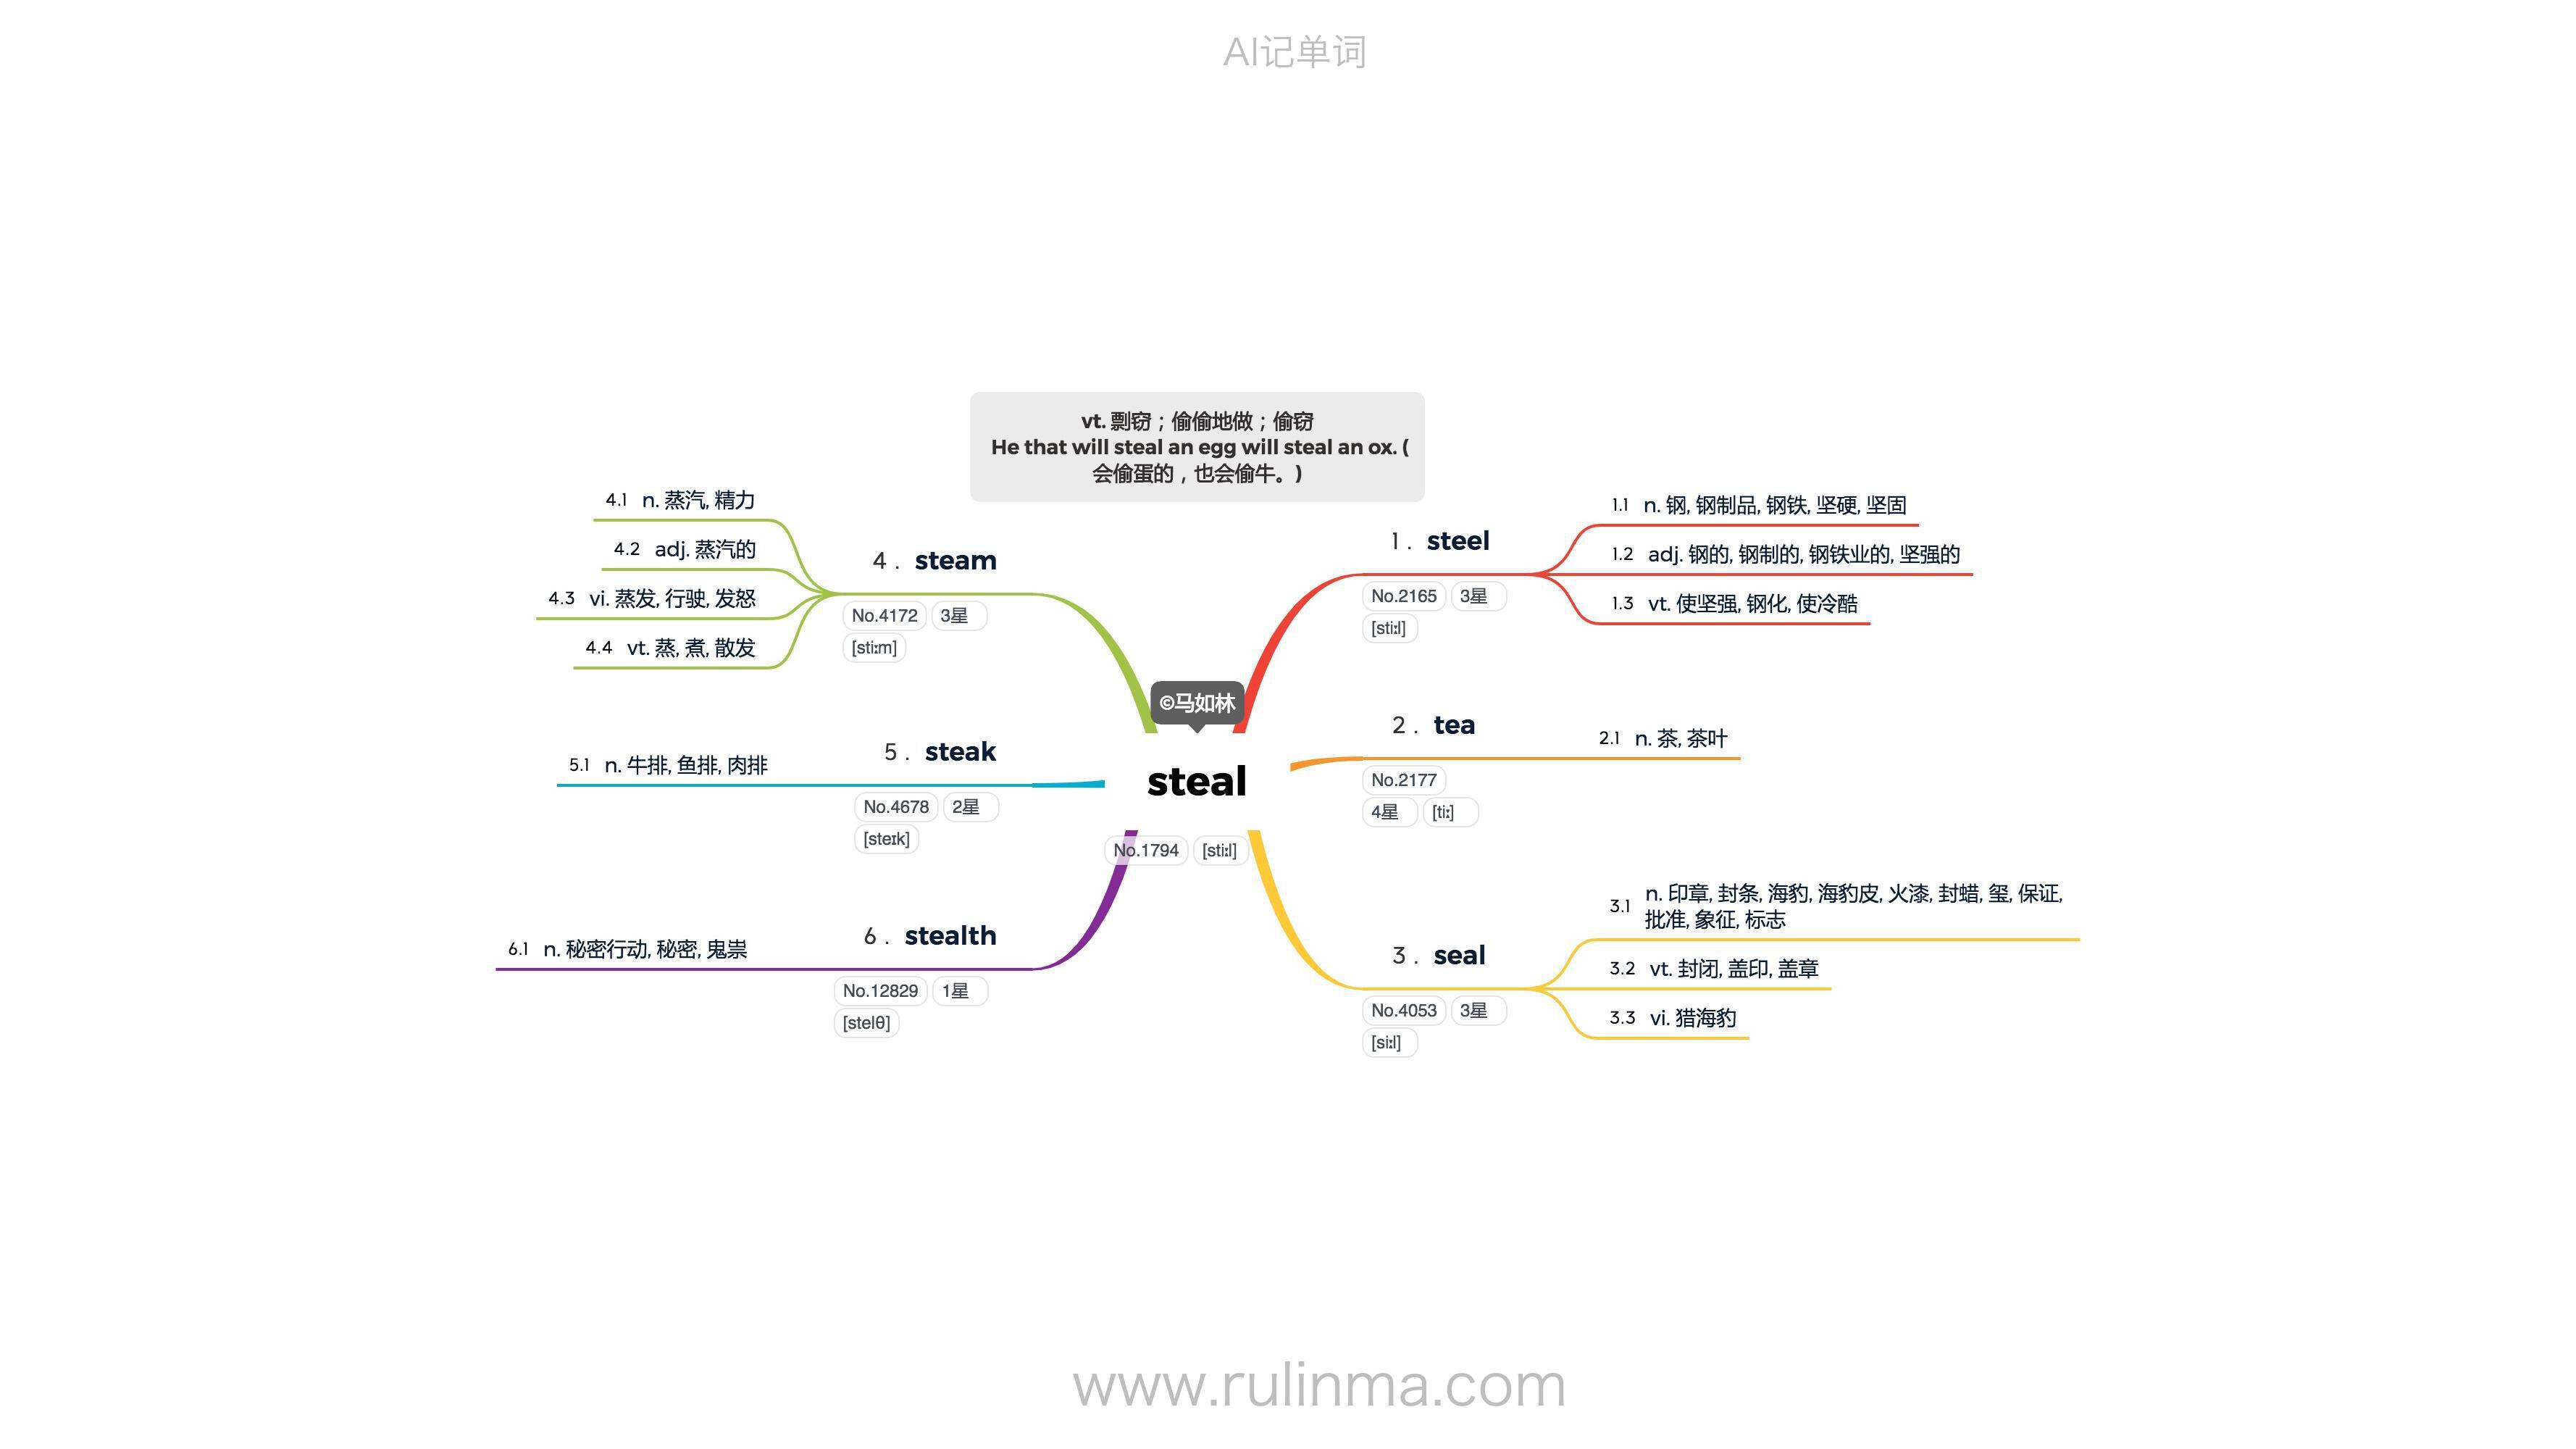 AI记单词
vt. 剽窃；偷偷地做；偷窃
He that will steal an egg will steal an ox. (
会偷蛋的，也会偷牛。)
©马如林
steal
No.1794 [stiːl]
1. steel
No.2165 3星
[stiːl]
1.1 n. 钢, 钢制品, 钢铁, 坚硬, 坚固
1.2 adj. 钢的, 钢制的, 钢铁业的, 坚强的
1.3 vt. 使坚强, 钢化, 使冷酷
2. tea
No.2177
4星 [tiː]
2.1 n. 茶, 茶叶
3. seal
No.4053 3星
[siːl]
3.1 n. 印章, 封条, 海豹, 海豹皮, 火漆, 封蜡, 玺, 保证,
批准, 象征, 标志
3.2 vt. 封闭, 盖印, 盖章
3.3 vi. 猎海豹
4. steam
No.4172 3星
[stiːm]
4.1 n. 蒸汽, 精力
4.2 adj. 蒸汽的
4.3 vi. 蒸发, 行驶, 发怒
4.4 vt. 蒸, 煮, 散发
5. steak
No.4678 2星
[steɪk]
5.1 n. 牛排, 鱼排, 肉排
6. stealth
No.12829 1星
[stelθ]
6.1 n. 秘密行动, 秘密, 鬼祟
www.rulinma.com